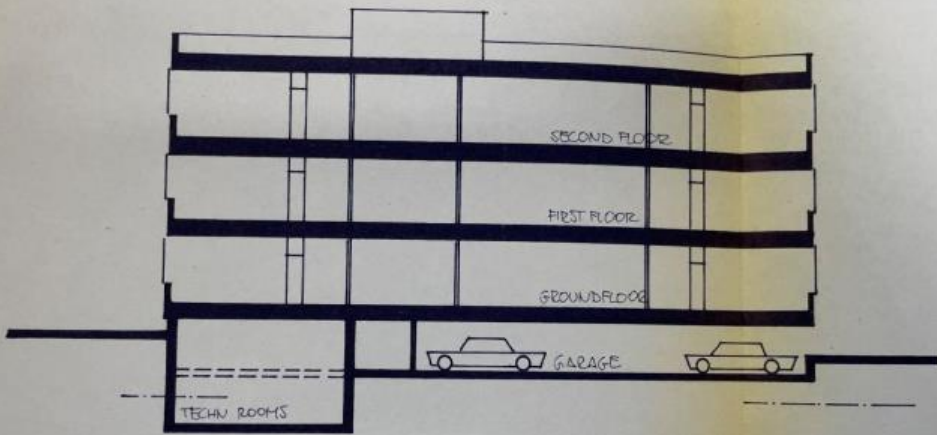 SECOND FLOOR
FIRST FLOOR
GROUNDFLOOR
GARAGE
TECHN ROOMS